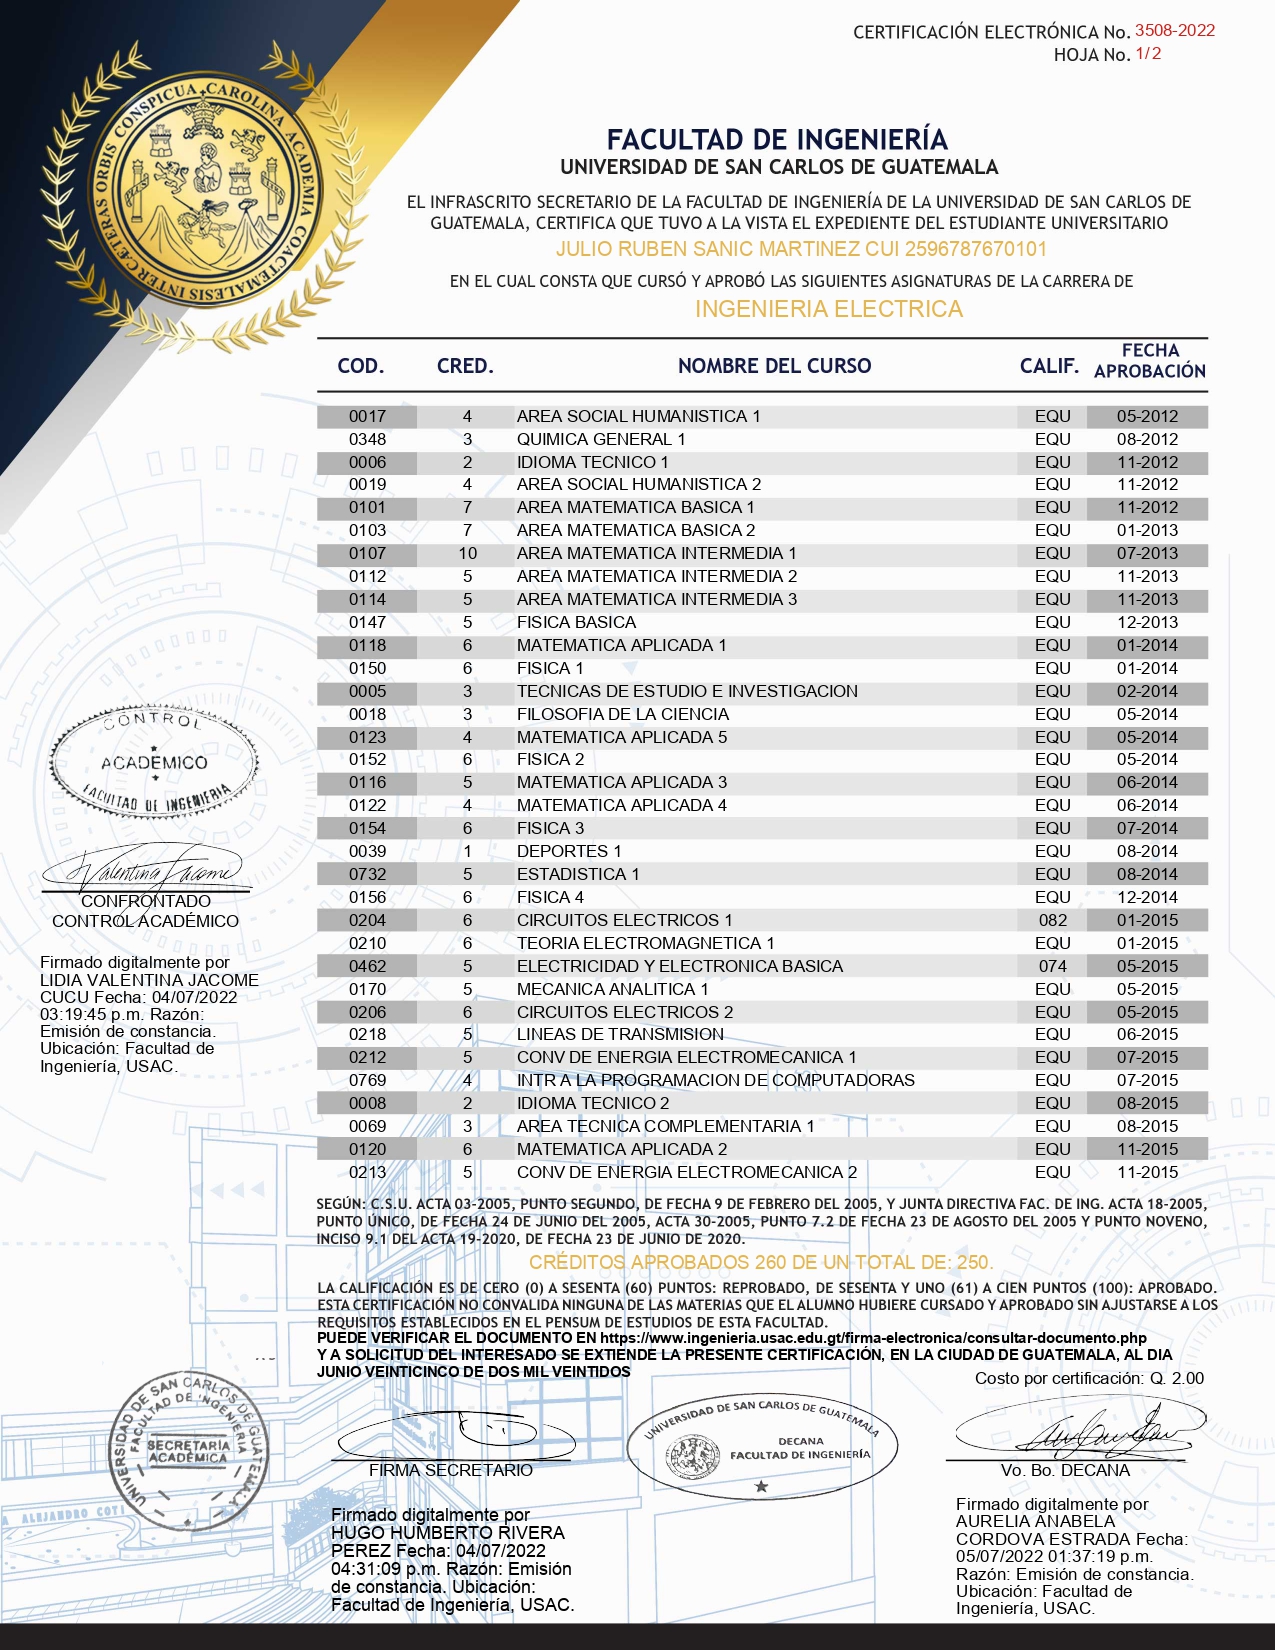 CERTIFICACIÓN ELECTRÓNICA No. 3508-2022
HOJA No. 1/2
INTER CÆTERAS ORBIS CONSPICUA CAROLINA ACADEMIA COACTEMALENSIS
FACULTAD DE INGENIERÍA
UNIVERSIDAD DE SAN CARLOS DE GUATEMALA
EL INFRASCRITO SECRETARIO DE LA FACULTAD DE INGENIERÍA DE LA UNIVERSIDAD DE SAN CARLOS DE
GUATEMALA, CERTIFICA QUE TUVO A LA VISTA EL EXPEDIENTE DEL ESTUDIANTE UNIVERSITARIO
JULIO RUBEN SANIC MARTINEZ CUI 2596787670101
EN EL CUAL CONSTA QUE CURSÓ Y APROBÓ LAS SIGUIENTES ASIGNATURAS DE LA CARRERA DE
INGENIERIA ELECTRICA
COD. CRED. NOMBRE DEL CURSO CALIF. FECHA APROBACIÓN
0017 4 AREA SOCIAL HUMANISTICA 1 EQU 05-2012
0348 3 QUIMICA GENERAL 1 EQU 08-2012
0006 2 IDIOMA TECNICO 1 EQU 11-2012
0019 4 AREA SOCIAL HUMANISTICA 2 EQU 11-2012
0101 7 AREA MATEMATICA BASICA 1 EQU 11-2012
0103 7 AREA MATEMATICA BASICA 2 EQU 01-2013
0107 10 AREA MATEMATICA INTERMEDIA 1 EQU 07-2013
0112 5 AREA MATEMATICA INTERMEDIA 2 EQU 11-2013
0114 5 AREA MATEMATICA INTERMEDIA 3 EQU 11-2013
0147 5 FISICA BASICA EQU 12-2013
0118 6 MATEMATICA APLICADA 1 EQU 01-2014
0150 6 FISICA 1 EQU 01-2014
0005 3 TECNICAS DE ESTUDIO E INVESTIGACION EQU 02-2014
0018 3 FILOSOFIA DE LA CIENCIA EQU 05-2014
0123 4 MATEMATICA APLICADA 5 EQU 05-2014
0152 6 FISICA 2 EQU 05-2014
0116 5 MATEMATICA APLICADA 3 EQU 06-2014
0122 4 MATEMATICA APLICADA 4 EQU 06-2014
0154 6 FISICA 3 EQU 07-2014
0039 1 DEPORTES 1 EQU 08-2014
0732 5 ESTADISTICA 1 EQU 08-2014
0156 6 FISICA 4 EQU 12-2014
0204 6 CIRCUITOS ELECTRICOS 1 082 01-2015
0210 6 TEORIA ELECTROMAGNETICA 1 EQU 01-2015
0462 5 ELECTRICIDAD Y ELECTRONICA BASICA 074 05-2015
0170 5 MECANICA ANALITICA 1 EQU 05-2015
0206 6 CIRCUITOS ELECTRICOS 2 EQU 05-2015
0218 5 LINEAS DE TRANSMISION EQU 06-2015
0212 5 CONV DE ENERGIA ELECTROMECANICA 1 EQU 07-2015
0769 4 INTR A LA PROGRAMACION DE COMPUTADORAS EQU 07-2015
0008 2 IDIOMA TECNICO 2 EQU 08-2015
0069 3 AREA TECNICA COMPLEMENTARIA 1 EQU 08-2015
0120 6 MATEMATICA APLICADA 2 EQU 11-2015
0213 5 CONV DE ENERGIA ELECTROMECANICA 2 EQU 11-2015
CONTROL
ACADÉMICO
FACULTAD DE INGENIERIA
Valentina Jacome
CONFRONTADO
CONTROL ACADÉMICO
Firmado digitalmente por
LIDIA VALENTINA JACOME
CUCU Fecha: 04/07/2022
03:19:45 p.m. Razón:
Emisión de constancia.
Ubicación: Facultad de
Ingeniería, USAC.
SEGÚN: C.S.U. ACTA 03-2005, PUNTO SEGUNDO, DE FECHA 9 DE FEBRERO DEL 2005, Y JUNTA DIRECTIVA FAC. DE ING. ACTA 18-2005,
PUNTO ÚNICO, DE FECHA 24 DE JUNIO DEL 2005, ACTA 30-2005, PUNTO 7.2 DE FECHA 23 DE AGOSTO DEL 2005 Y PUNTO NOVENO,
INCISO 9.1 DEL ACTA 19-2020, DE FECHA 23 DE JUNIO DE 2020.
CRÉDITOS APROBADOS 260 DE UN TOTAL DE: 250.
LA CALIFICACIÓN ES DE CERO (0) A SESENTA (60) PUNTOS: REPROBADO, DE SESENTA Y UNO (61) A CIEN PUNTOS (100): APROBADO.
ESTA CERTIFICACIÓN NO CONVALIDA NINGUNA DE LAS MATERIAS QUE EL ALUMNO HUBIERE CURSADO Y APROBADO SIN AJUSTARSE A LOS
REQUISITOS ESTABLECIDOS EN EL PENSUM DE ESTUDIOS DE ESTA FACULTAD.
PUEDE VERIFICAR EL DOCUMENTO EN https://www.ingenieria.usac.edu.gt/firma-electronica/consultar-documento.php
Y A SOLICITUD DEL INTERESADO SE EXTIENDE LA PRESENTE CERTIFICACIÓN, EN LA CIUDAD DE GUATEMALA, AL DIA
JUNIO VEINTICINCO DE DOS MIL VEINTIDOS
Costo por certificación: Q. 2.00
UNIVERSIDAD DE SAN CARLOS DE GUATEMALA
FACULTAD DE INGENIERÍA
SECRETARÍA
ACADÉMICA
FIRMA SECRETARIO
UNIVERSIDAD DE SAN CARLOS DE GUATEMALA
DECANA
FACULTAD DE INGENIERÍA
Vo. Bo. DECANA
A ALEJANDRO COTI
Firmado digitalmente por
HUGO HUMBERTO RIVERA
PEREZ Fecha: 04/07/2022
04:31:09 p.m. Razón: Emisión
de constancia. Ubicación:
Facultad de Ingeniería, USAC.
Firmado digitalmente por
AURELIA ANABELA
CORDOVA ESTRADA Fecha:
05/07/2022 01:37:19 p.m.
Razón: Emisión de constancia.
Ubicación: Facultad de
Ingeniería, USAC.